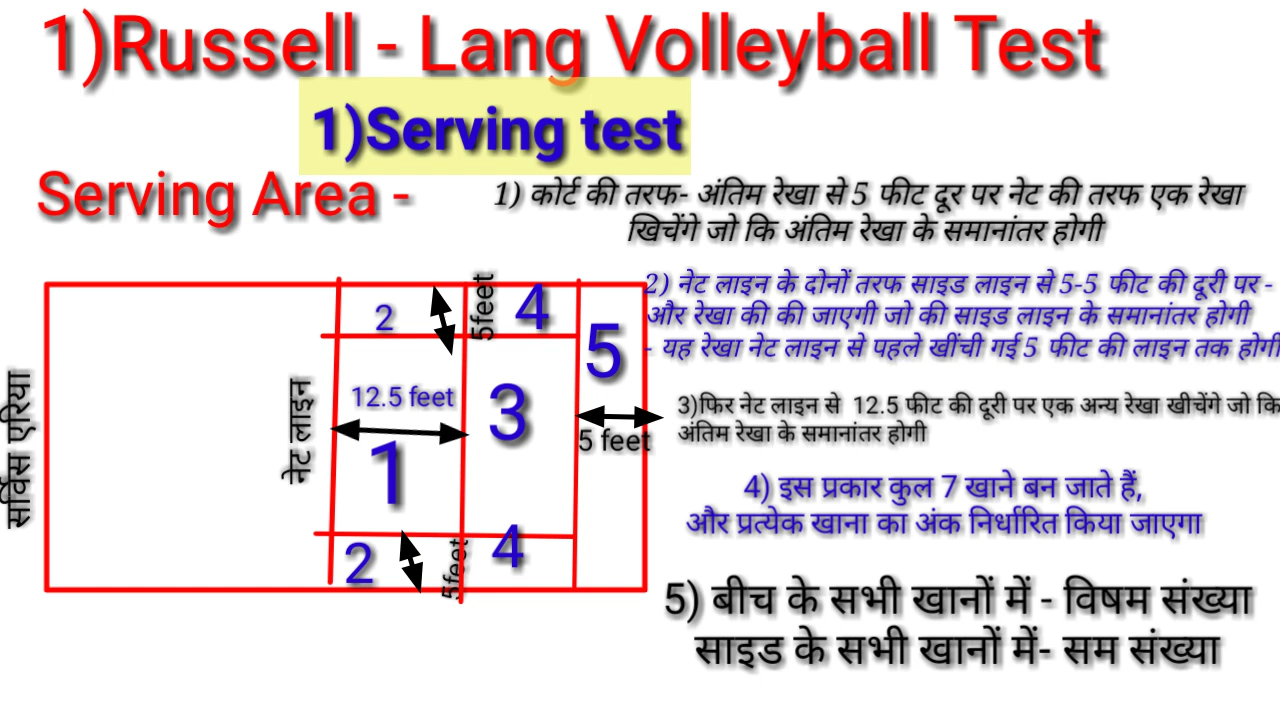 1)Russell - Lang Volleyball Test
1)Serving test
Serving Area -
1) कोर्ट की तरफ- अंतिम रेखा से 5 फीट दूर पर नेट की तरफ एक रेखा
खिचेंगे जो कि अंतिम रेखा के समानांतर होगी
2) नेट लाइन के दोनों तरफ साइड लाइन से 5-5 फीट की दूरी पर -
और रेखा की की जाएगी जो की साइड लाइन के समानांतर होगी
- यह रेखा नेट लाइन से पहले खींची गई 5 फीट की लाइन तक होगी
3)फिर नेट लाइन से 12.5 फीट की दूरी पर एक अन्य रेखा खीचेंगे जो कि
अंतिम रेखा के समानांतर होगी
4) इस प्रकार कुल 7 खाने बन जाते हैं,
और प्रत्येक खाना का अंक निर्धारित किया जाएगा
5) बीच के सभी खानों में - विषम संख्या
साइड के सभी खानों में- सम संख्या
सर्विस एरिया
नेट लाइन
2
5feet
4
5
12.5 feet
3
5 feet
1
2
5feet
4